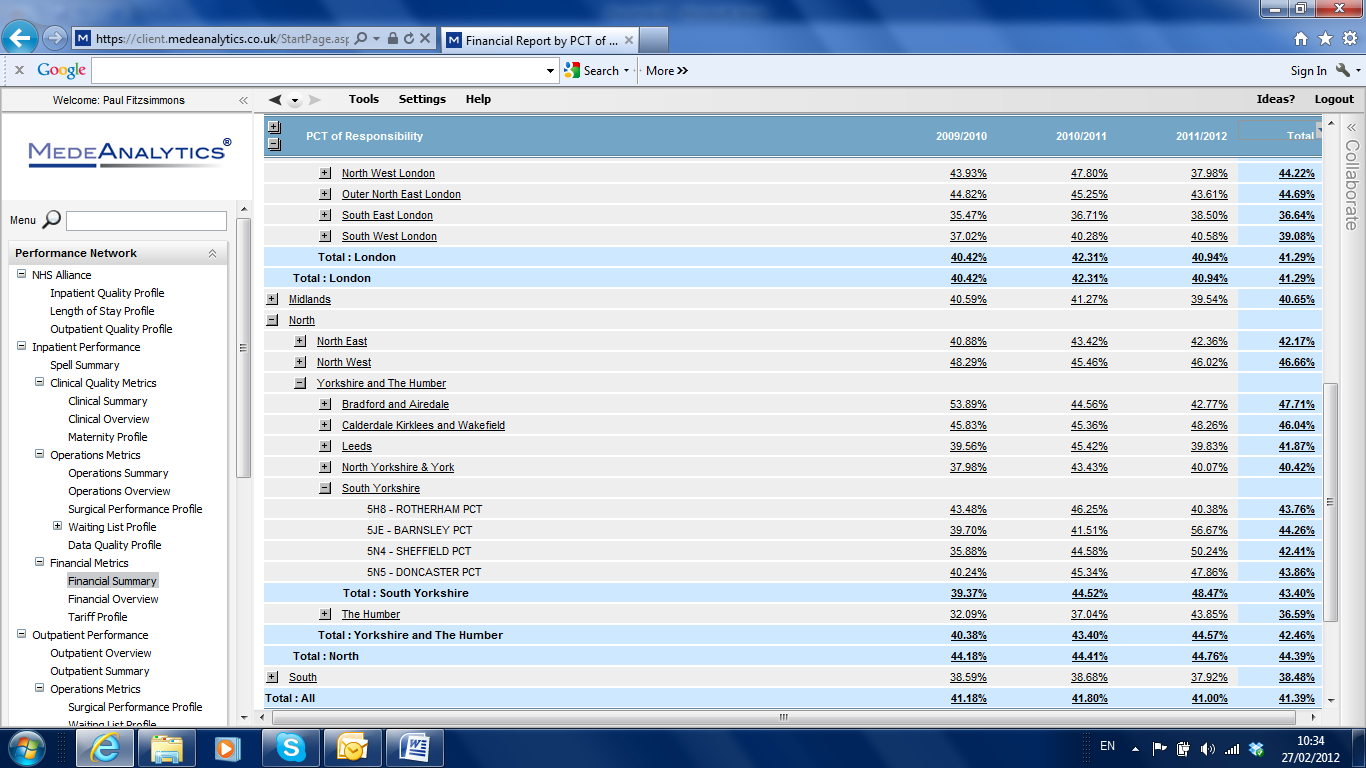 https://client.medeanalytics.co.uk/StartPage.asp
Financial Report by PCT of ...
Google
Search
More »
Sign In
Welcome: Paul Fitzsimmons
Tools Settings Help
Ideas? Logout
MEDEANALYTICS®
Menu
Performance Network
NHS Alliance
Inpatient Quality Profile
Length of Stay Profile
Outpatient Quality Profile
Inpatient Performance
Spell Summary
Clinical Quality Metrics
Clinical Summary
Clinical Overview
Maternity Profile
Operations Metrics
Operations Summary
Operations Overview
Surgical Performance Profile
Waiting List Profile
Data Quality Profile
Financial Metrics
Financial Summary
Financial Overview
Tariff Profile
Outpatient Performance
Outpatient Overview
Outpatient Summary
Operations Metrics
Surgical Performance Profile
Waiting List Profile
PCT of Responsibility 2009/2010 2010/2011 2011/2012 Total
North West London 43.93% 47.80% 37.98% 44.22%
Outer North East London 44.82% 45.25% 43.61% 44.69%
South East London 35.47% 36.71% 38.50% 36.64%
South West London 37.02% 40.28% 40.58% 39.08%
Total : London 40.42% 42.31% 40.94% 41.29%
Total : London 40.42% 42.31% 40.94% 41.29%
Midlands 40.59% 41.27% 39.54% 40.65%
North
North East 40.88% 43.42% 42.36% 42.17%
North West 48.29% 45.46% 46.02% 46.66%
Yorkshire and The Humber
Bradford and Airedale 53.89% 44.56% 42.77% 47.71%
Calderdale Kirklees and Wakefield 45.83% 45.36% 48.26% 46.04%
Leeds 39.56% 45.42% 39.83% 41.87%
North Yorkshire & York 37.98% 43.43% 40.07% 40.42%
South Yorkshire
5H8 - ROTHERHAM PCT 43.48% 46.25% 40.38% 43.76%
5JE - BARNSLEY PCT 39.70% 41.51% 56.67% 44.26%
5N4 - SHEFFIELD PCT 35.88% 44.58% 50.24% 42.41%
5N5 - DONCASTER PCT 40.24% 45.34% 47.86% 43.86%
Total : South Yorkshire 39.37% 44.52% 48.47% 43.40%
The Humber 32.09% 37.04% 43.85% 36.59%
Total : Yorkshire and The Humber 40.38% 43.40% 44.57% 42.46%
Total : North 44.18% 44.41% 44.76% 44.39%
South 38.59% 38.68% 37.92% 38.48%
Total : All 41.18% 41.80% 41.00% 41.39%
Collaborate
EN
10:34
27/02/2012